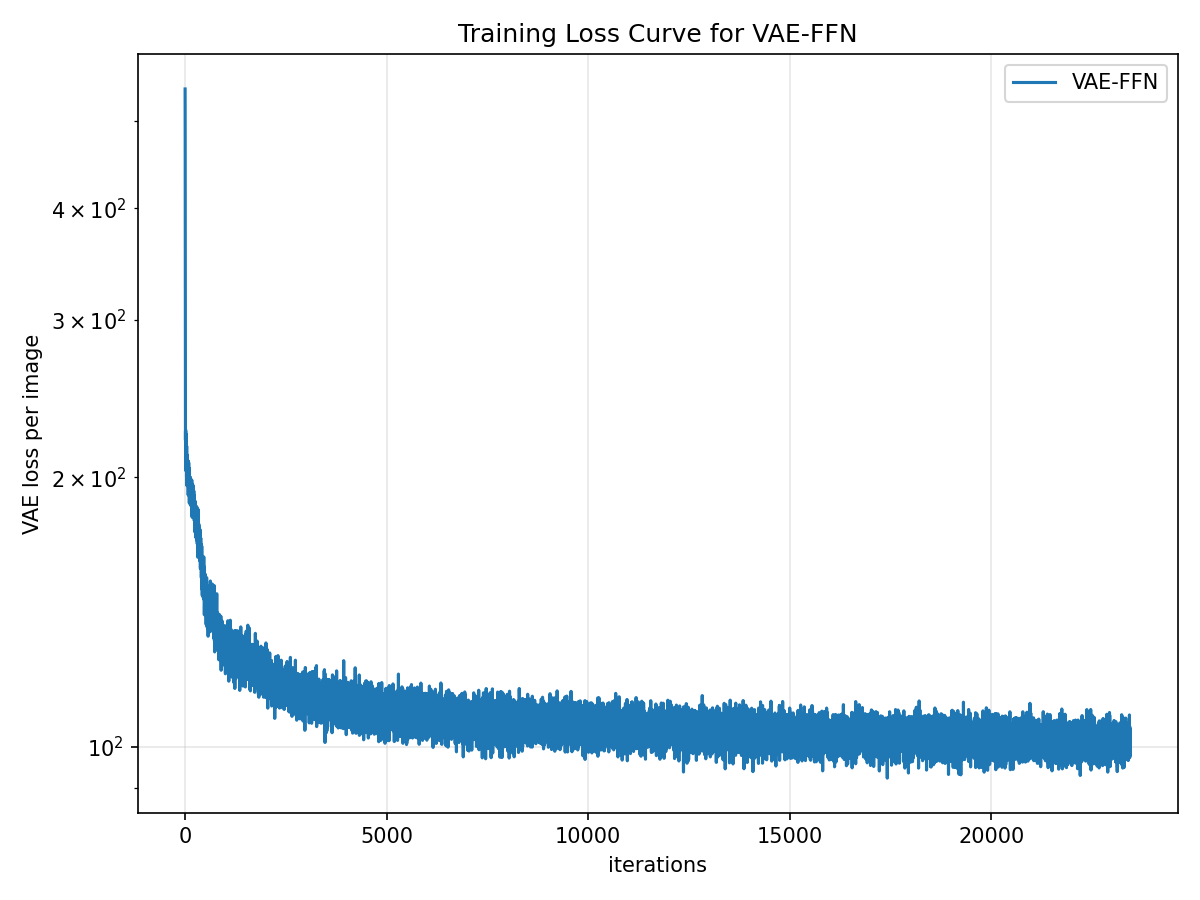 Training Loss Curve for VAE-FFN
VAE-FFN
VAE loss per image
4 × 10²
3 × 10²
2 × 10²
10²
0 5000 10000 15000 20000
iterations